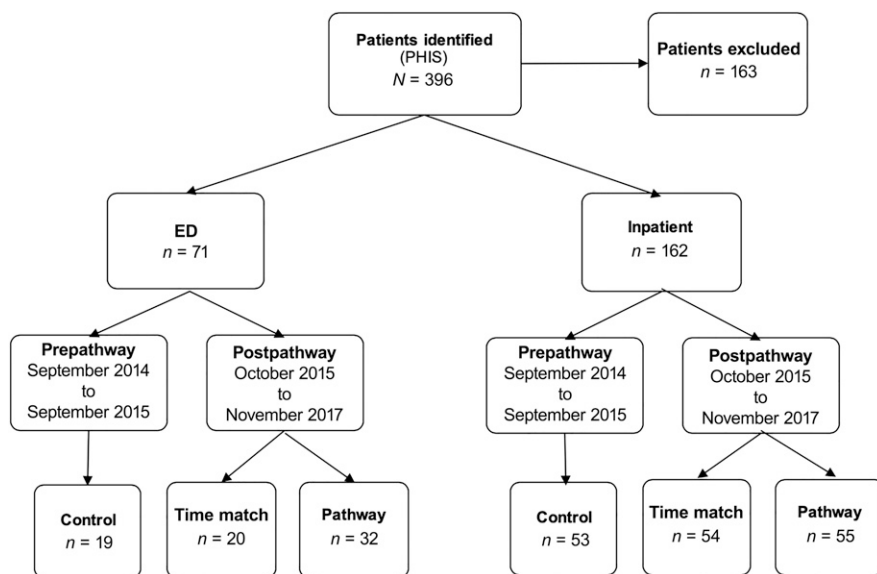 Patients identified
(PHIS)
N = 396
Patients excluded
n = 163
ED
n = 71
Inpatient
n = 162
Prepathway
September 2014
to
September 2015
Postpathway
October 2015
to
November 2017
Prepathway
September 2014
to
September 2015
Postpathway
October 2015
to
November 2017
Control
n = 19
Time match
n = 20
Pathway
n = 32
Control
n = 53
Time match
n = 54
Pathway
n = 55